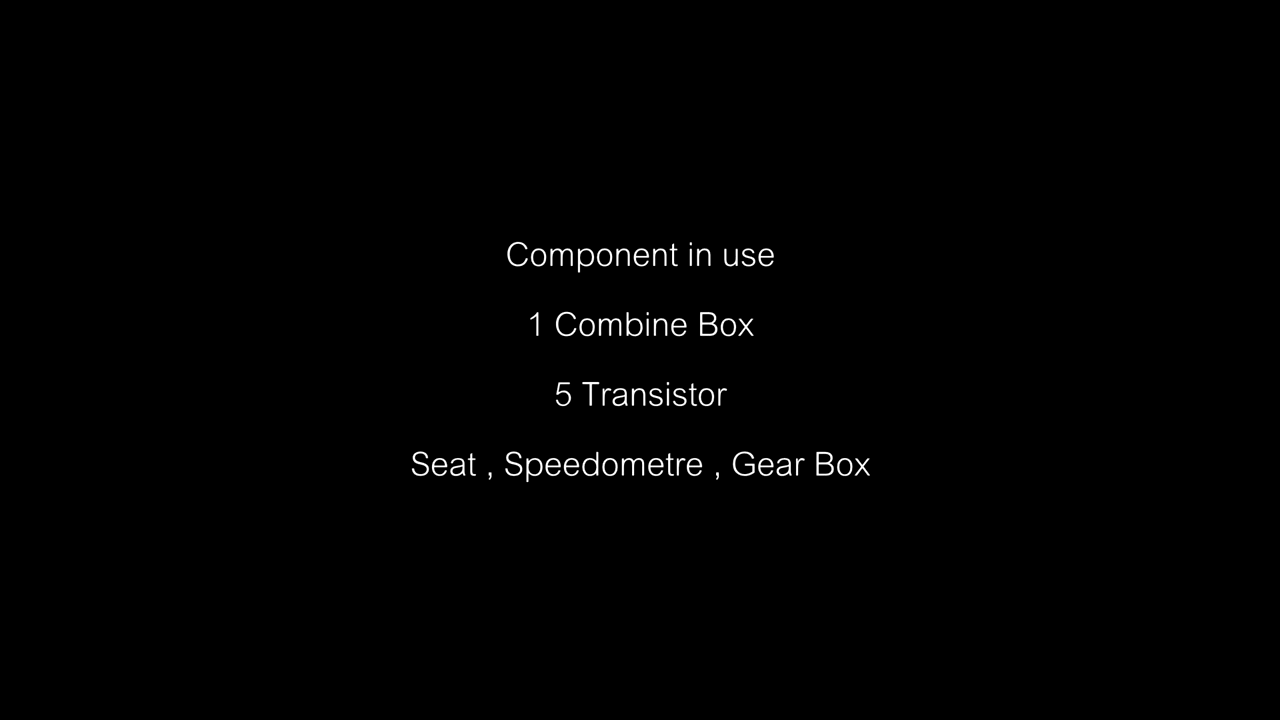 Component in use
1 Combine Box
5 Transistor
Seat , Speedometre , Gear Box